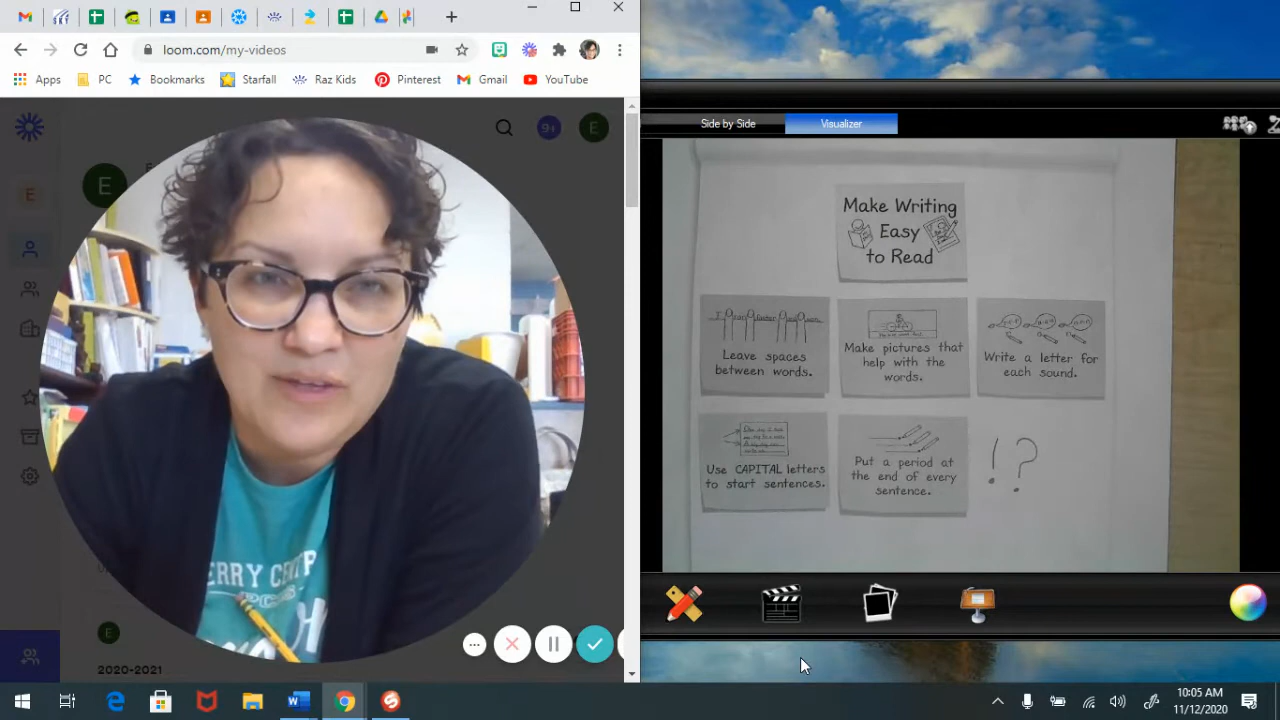 loom.com/my-videos
Apps
PC
Bookmarks
Starfall
Raz Kids
Pinterest
Gmail
YouTube
9+
E
E
E
E
2020-2021
Side by Side
Visualizer
Make Writing
Easy
to Read
Leave spaces
between words.
Make pictures that
help with the
words.
Write a letter for
each sound.
Use CAPITAL letters
to start sentences.
Put a period at
the end of every
sentence.
! ?
10:05 AM
11/12/2020